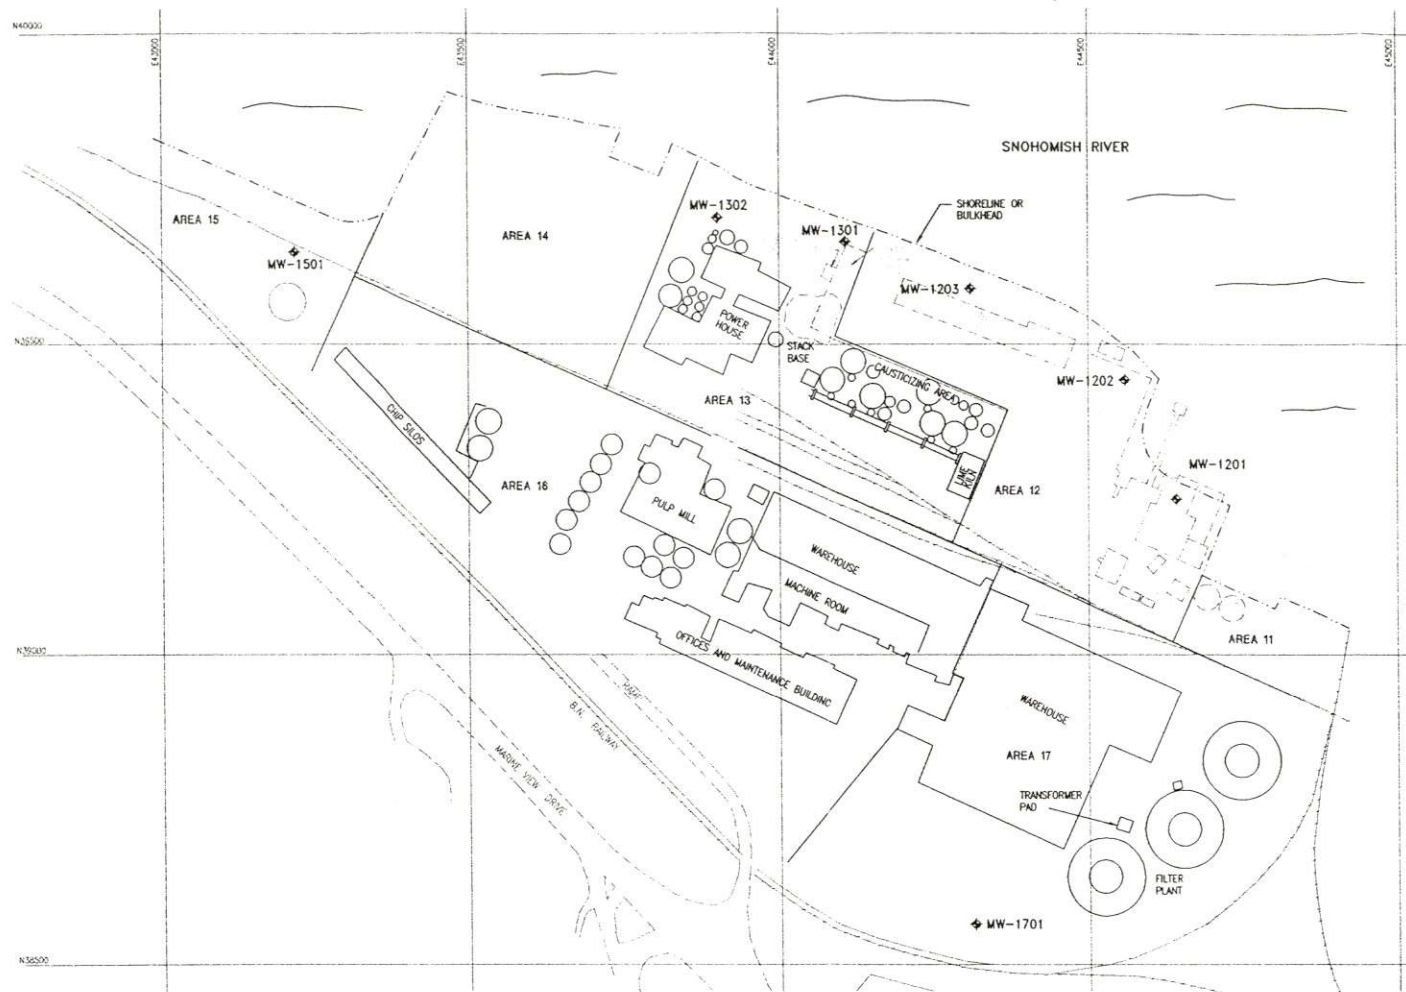 N40000
E43000
E43500
E44000
E44500
E45000
SNOHOMISH RIVER
MW-1302
SHORELINE OR
BULKHEAD
AREA 15
MW-1301
AREA 14
MW-1501
MW-1203
POWER
HOUSE
N39500
STACK
BASE
CAUSTICIZING AREA
MW-1202
AREA 13
CHIP SILOS
MW-1201
LIME
KILN
AREA 16
AREA 12
PULP MILL
WAREHOUSE
MACHINE ROOM
AREA 11
OFFICES AND MAINTENANCE BUILDING
N39000
RAMP
WAREHOUSE
B.N. RAILWAY
MARINE VIEW DRIVE
AREA 17
TRANSFORMER
PAD
FILTER
PLANT
MW-1701
N38500